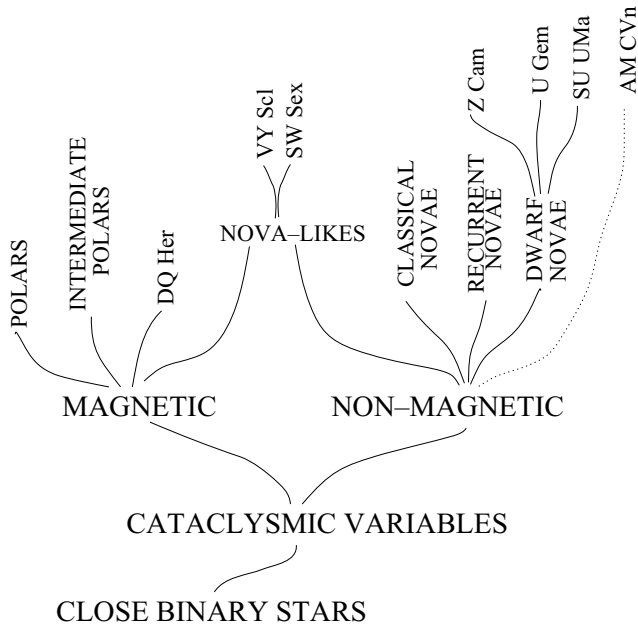 AM CVn
U Gem
SU UMa
Z Cam
VY Scl
SW Sex
CLASSICAL
NOVAE
RECURRENT
NOVAE
DWARF
NOVAE
INTERMEDIATE
POLARS
POLARS
DQ Her
NOVA–LIKES
MAGNETIC
NON–MAGNETIC
CATACLYSMIC VARIABLES
CLOSE BINARY STARS